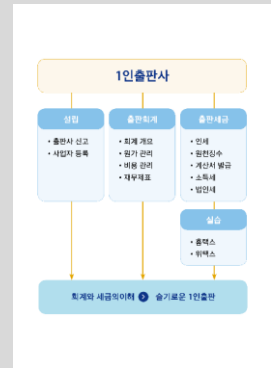 1인출판사
설립
• 출판사 신고
• 사업자 등록
출판회계
• 회계 개요
• 원가 관리
• 비용 관리
• 재무제표
출판세금
• 인세
• 원천징수
• 계산서 발급
• 소득세
• 법인세
실습
• 홈택스
• 위택스
회계와 세금의이해 > 슬기로운 1인출판